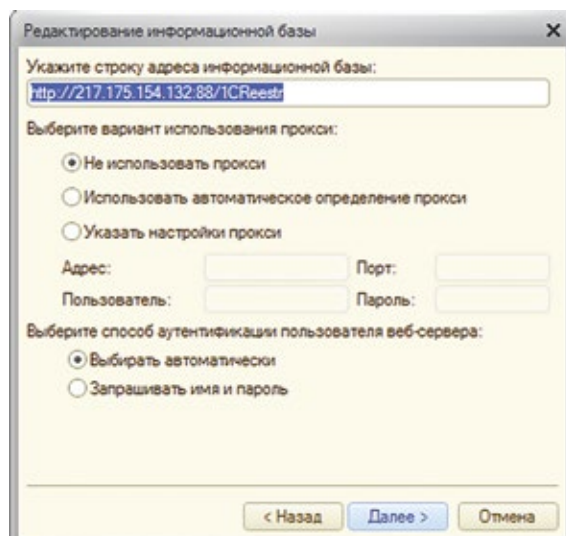 Редактирование информационной базы
Укажите строку адреса информационной базы:
http://217.175.154.132:88/1CReestr
Выберите вариант использования прокси:
Не использовать прокси
Использовать автоматическое определение прокси
Указать настройки прокси
Адрес: Порт:
Пользователь: Пароль:
Выберите способ аутентификации пользователя веб-сервера:
Выбирать автоматически
Запрашивать имя и пароль
< Назад Далее > Отмена